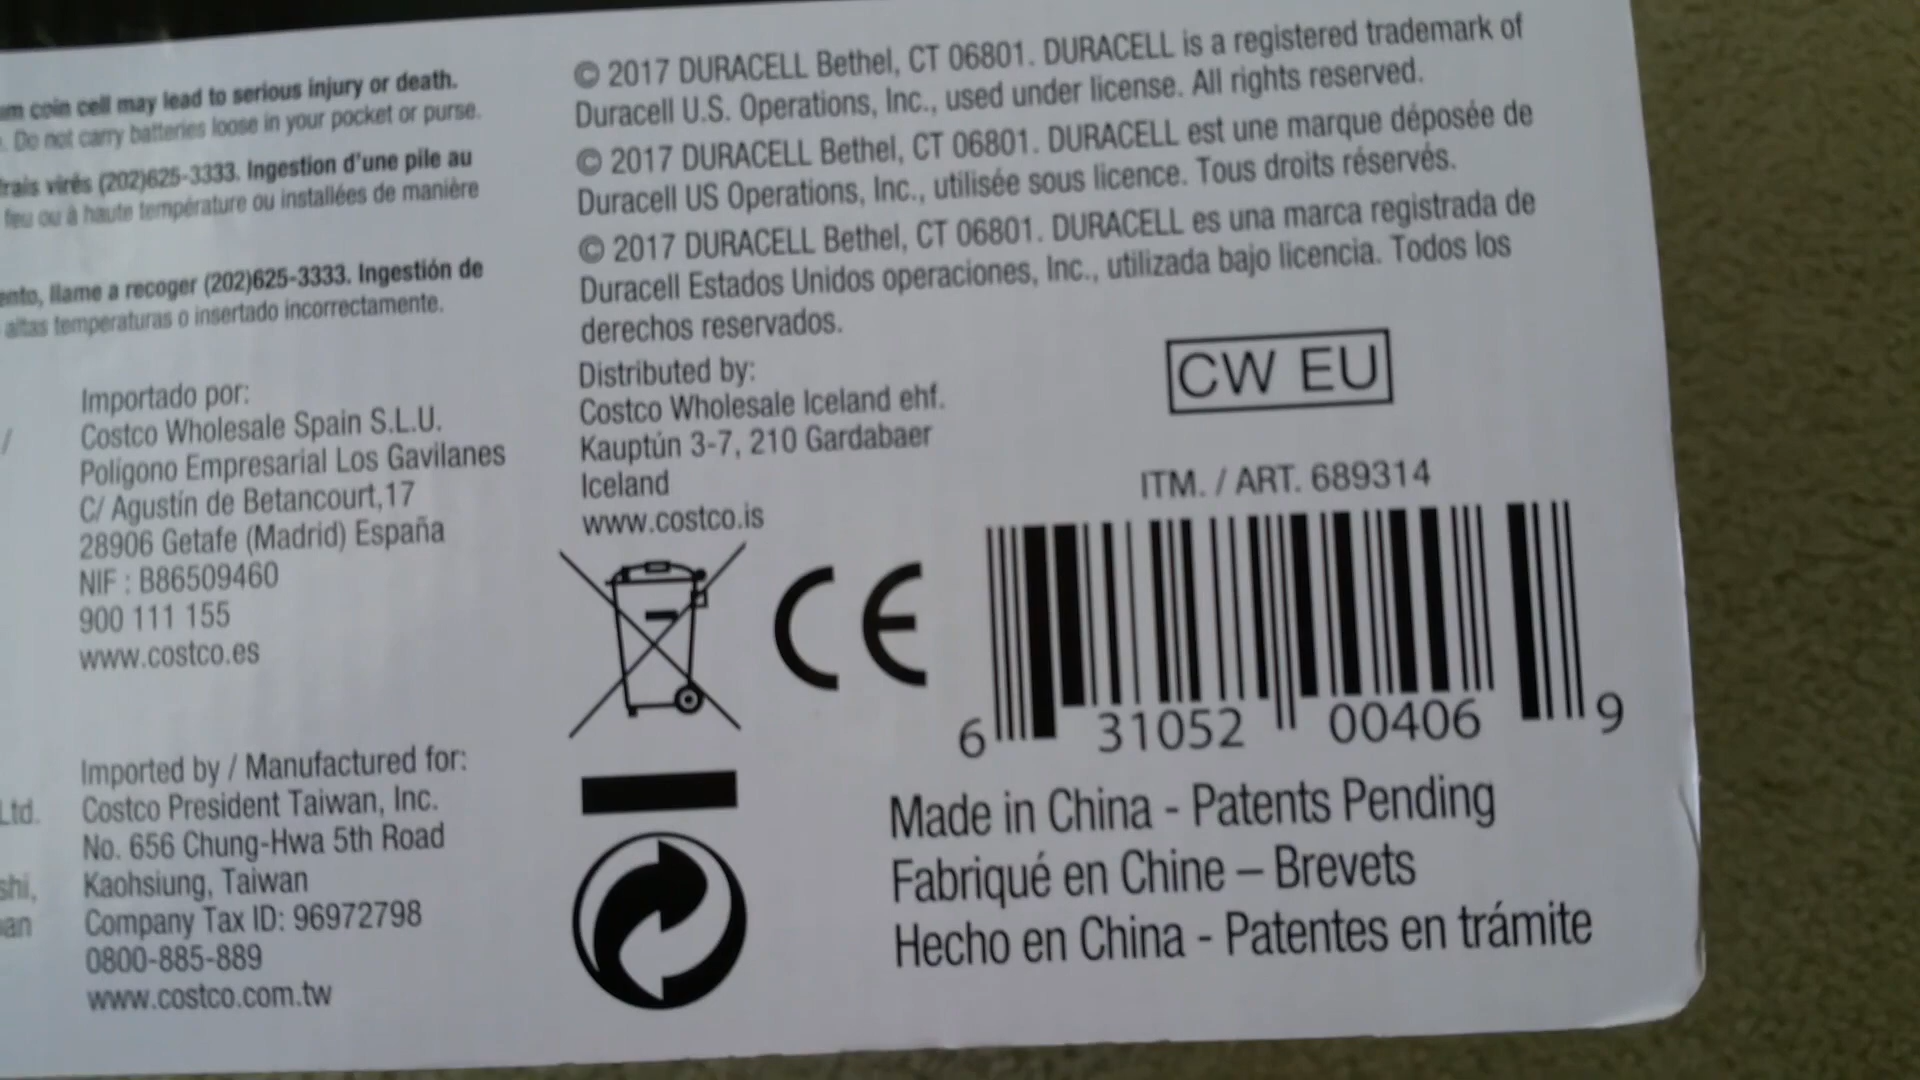 coin cell may lead to serious injury or death.
Do not carry batteries loose in your pocket or purse.
frais virés (202)625-3333. Ingestion d'une pile au
feu ou à haute température ou installées de manière
llame a recoger (202)625-3333. Ingestión de
altas temperaturas o insertado incorrectamente.
Importado por:
Costco Wholesale Spain S.L.U.
Polígono Empresarial Los Gavilanes
C/ Agustín de Betancourt,17
28906 Getafe (Madrid) España
NIF : B86509460
900 111 155
www.costco.es
Ltd.
Imported by / Manufactured for:
Costco President Taiwan, Inc.
No. 656 Chung-Hwa 5th Road
Kaohsiung, Taiwan
Company Tax ID: 96972798
0800-885-889
www.costco.com.tw
© 2017 DURACELL Bethel, CT 06801. DURACELL is a registered trademark of
Duracell U.S. Operations, Inc., used under license. All rights reserved.
© 2017 DURACELL Bethel, CT 06801. DURACELL est une marque déposée de
Duracell US Operations, Inc., utilisée sous licence. Tous droits réservés.
© 2017 DURACELL Bethel, CT 06801. DURACELL es una marca registrada de
Duracell Estados Unidos operaciones, Inc., utilizada bajo licencia. Todos los
derechos reservados.
Distributed by:
Costco Wholesale Iceland ehf.
Kauptún 3-7, 210 Gardabaer
Iceland
www.costco.is
CE
CW EU
ITM. / ART. 689314
6 31052 00406 9
Made in China - Patents Pending
Fabriqué en Chine – Brevets
Hecho en China - Patentes en trámite